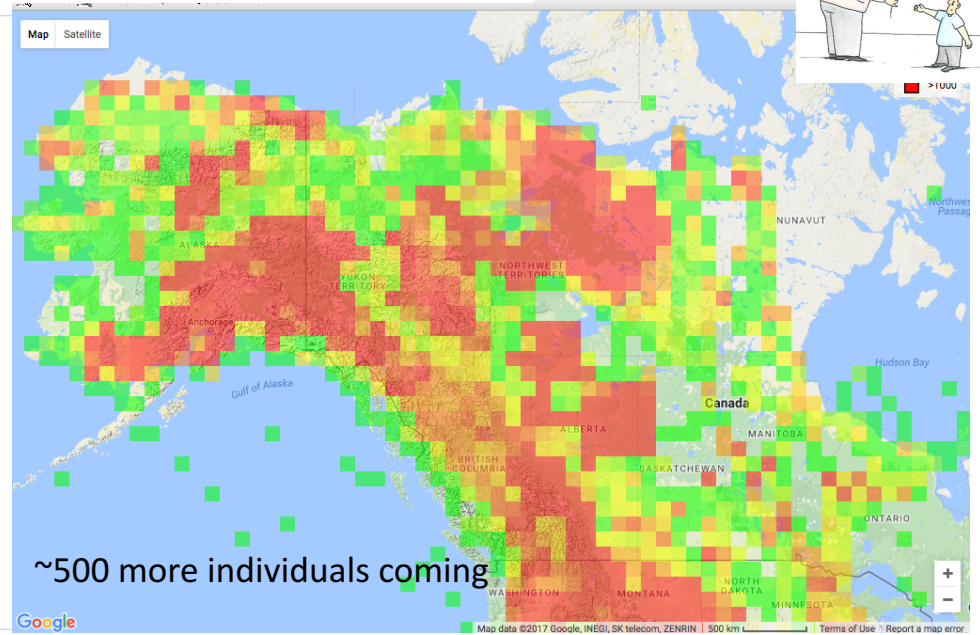 Map Satellite
>1000
NUNAVUT
Northwes
Passag
ALASKA
NORTHWEST
TERRITORIES
YUKON
TERRITORY
Anchorage
Hudson Bay
Gulf of Alaska
Canada
ALBERTA
MANITOBA
BRITISH
COLUMBIA
SASKATCHEWAN
ONTARIO
~500 more individuals coming
+
WASHINGTON
MONTANA
NORTH
DAKOTA
MINNESOTA
−
Google
Map data ©2017 Google, INEGI, SK telecom, ZENRIN 500 km Terms of Use Report a map error